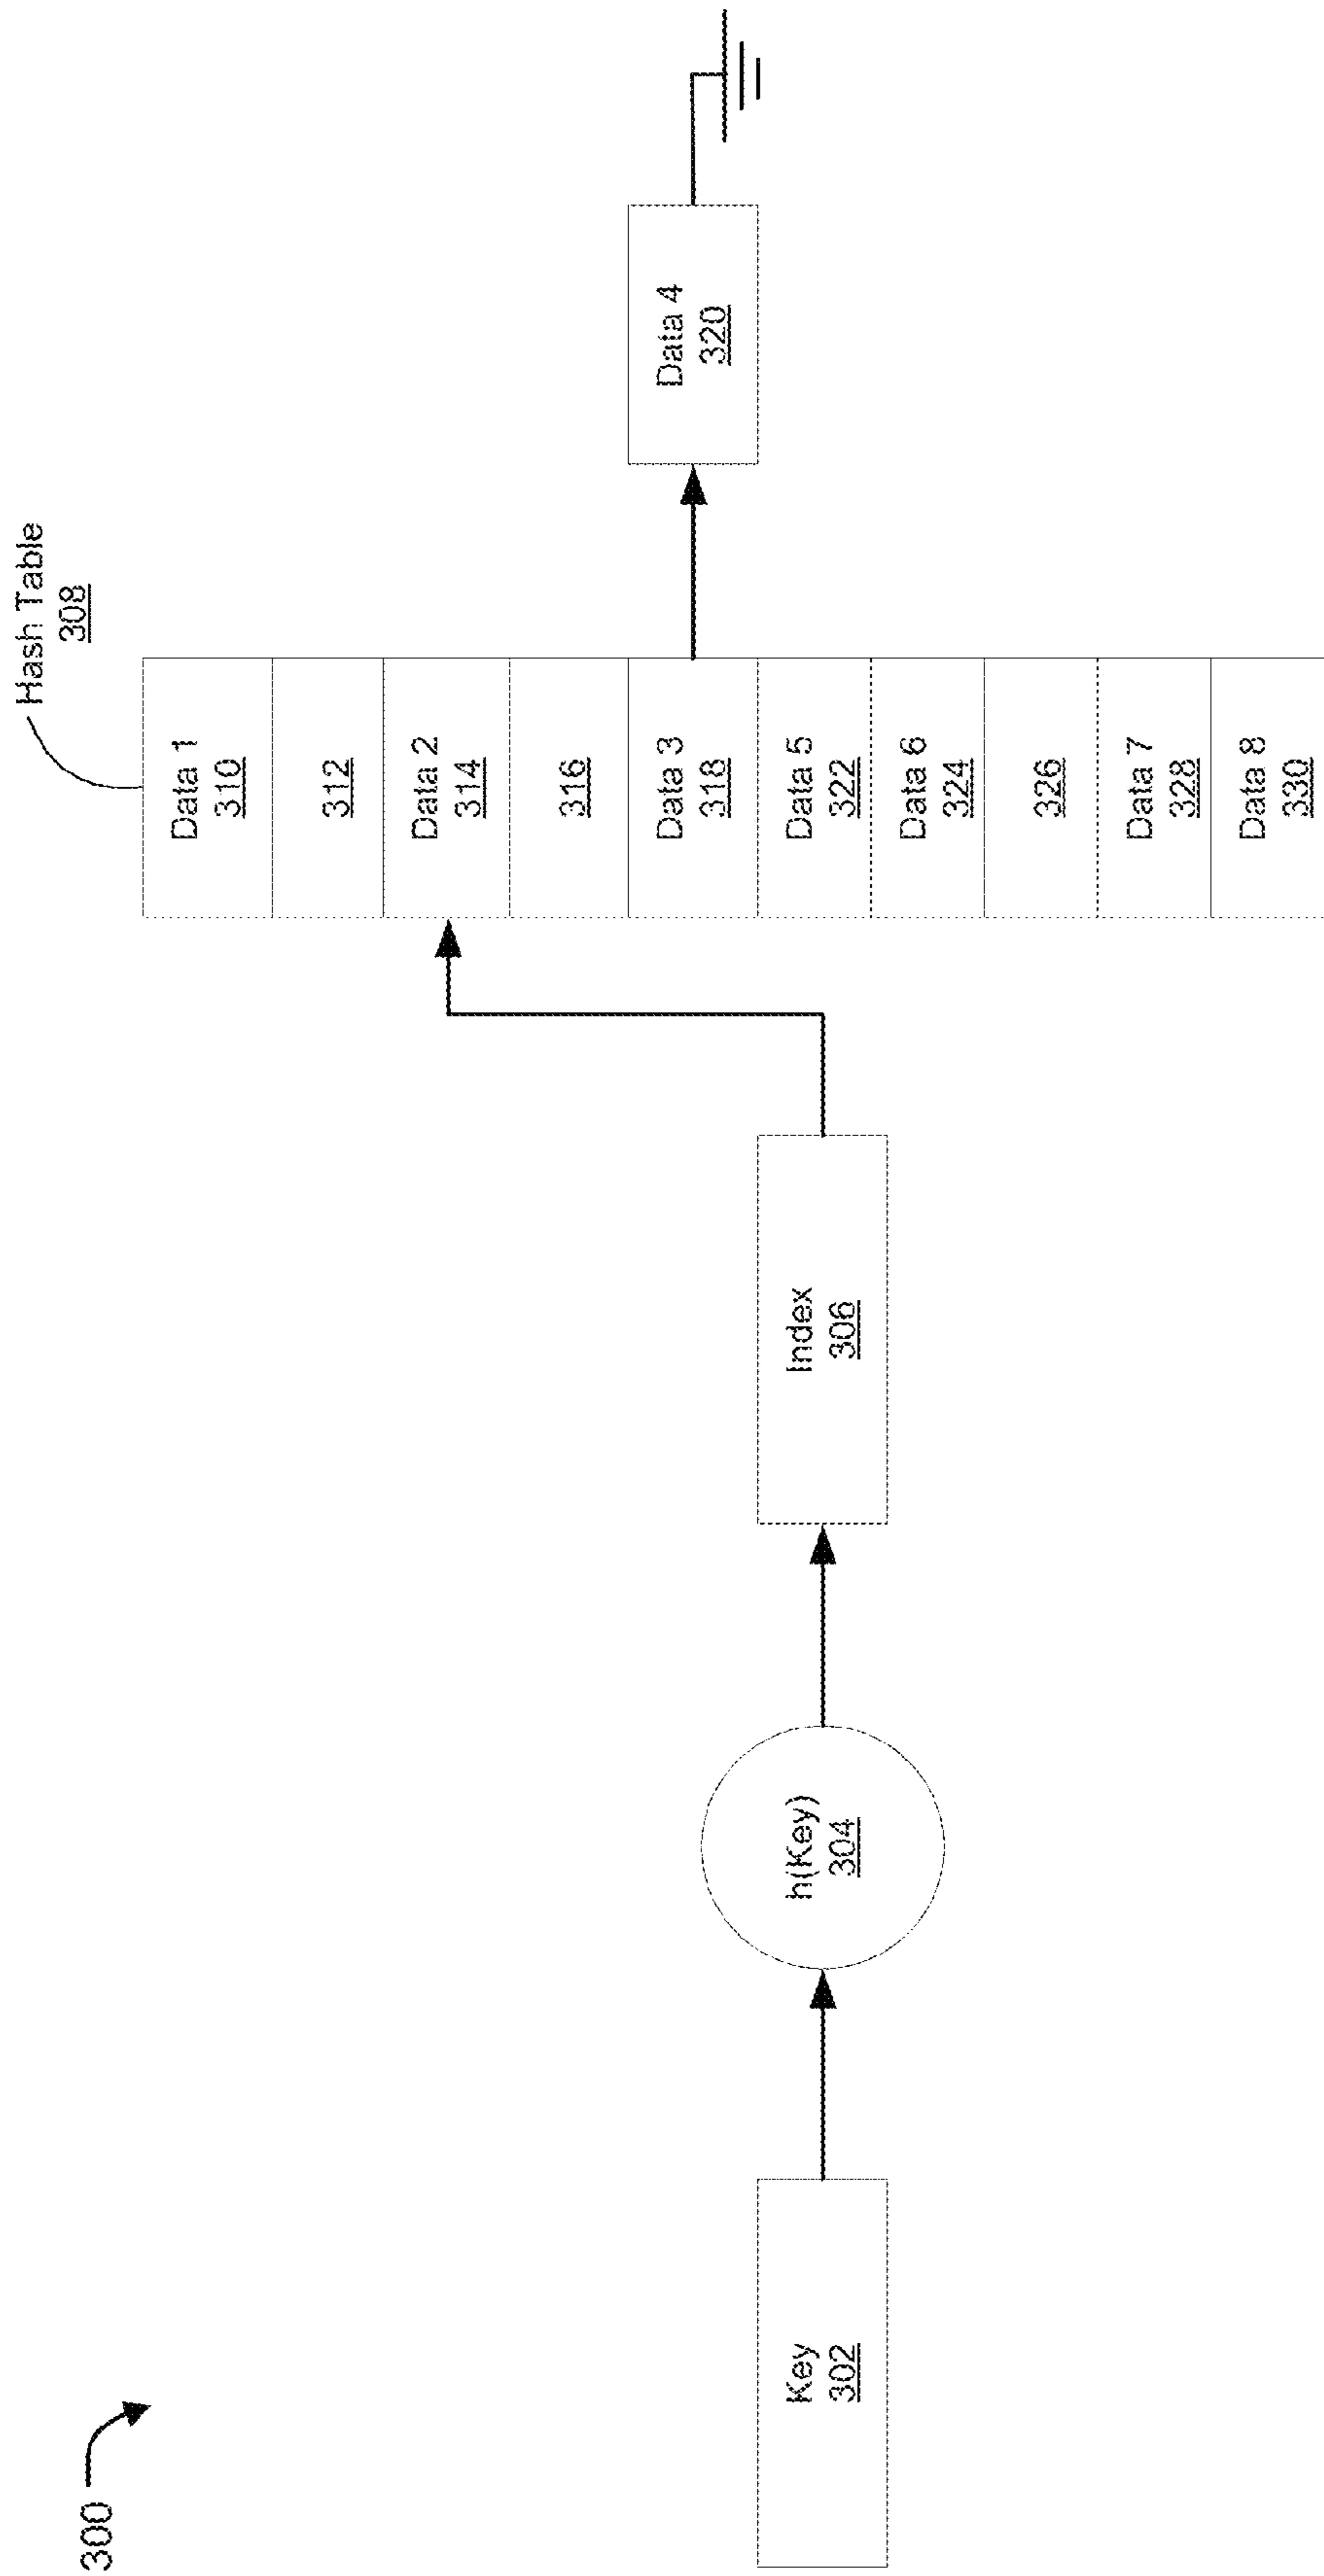 300
Key
302
h(Key)
304
Index
306
Hash Table
308
Data 1
310
312
Data 2
314
316
Data 3
318
Data 5
322
Data 6
324
326
Data 7
328
Data 8
330
Data 4
320